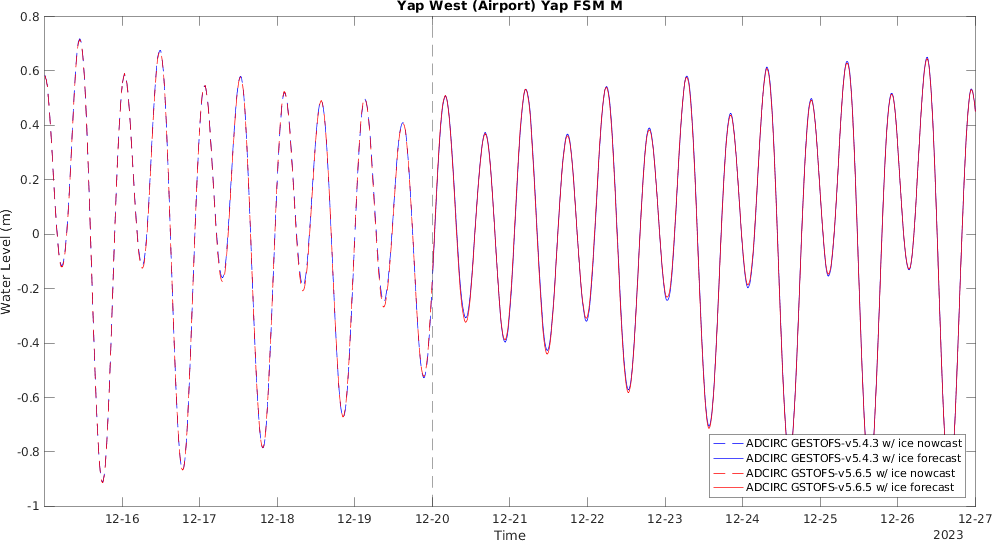 Yap West (Airport) Yap FSM M
Water Level (m)
0.8
0.6
0.4
0.2
0
-0.2
-0.4
-0.6
-0.8
-1
ADCIRC GESTOFS-v5.4.3 w/ ice nowcast
ADCIRC GESTOFS-v5.4.3 w/ ice forecast
ADCIRC GSTOFS-v5.6.5 w/ ice nowcast
ADCIRC GSTOFS-v5.6.5 w/ ice forecast
12-16 12-17 12-18 12-19 12-20 12-21 12-22 12-23 12-24 12-25 12-26 12-27
Time
2023